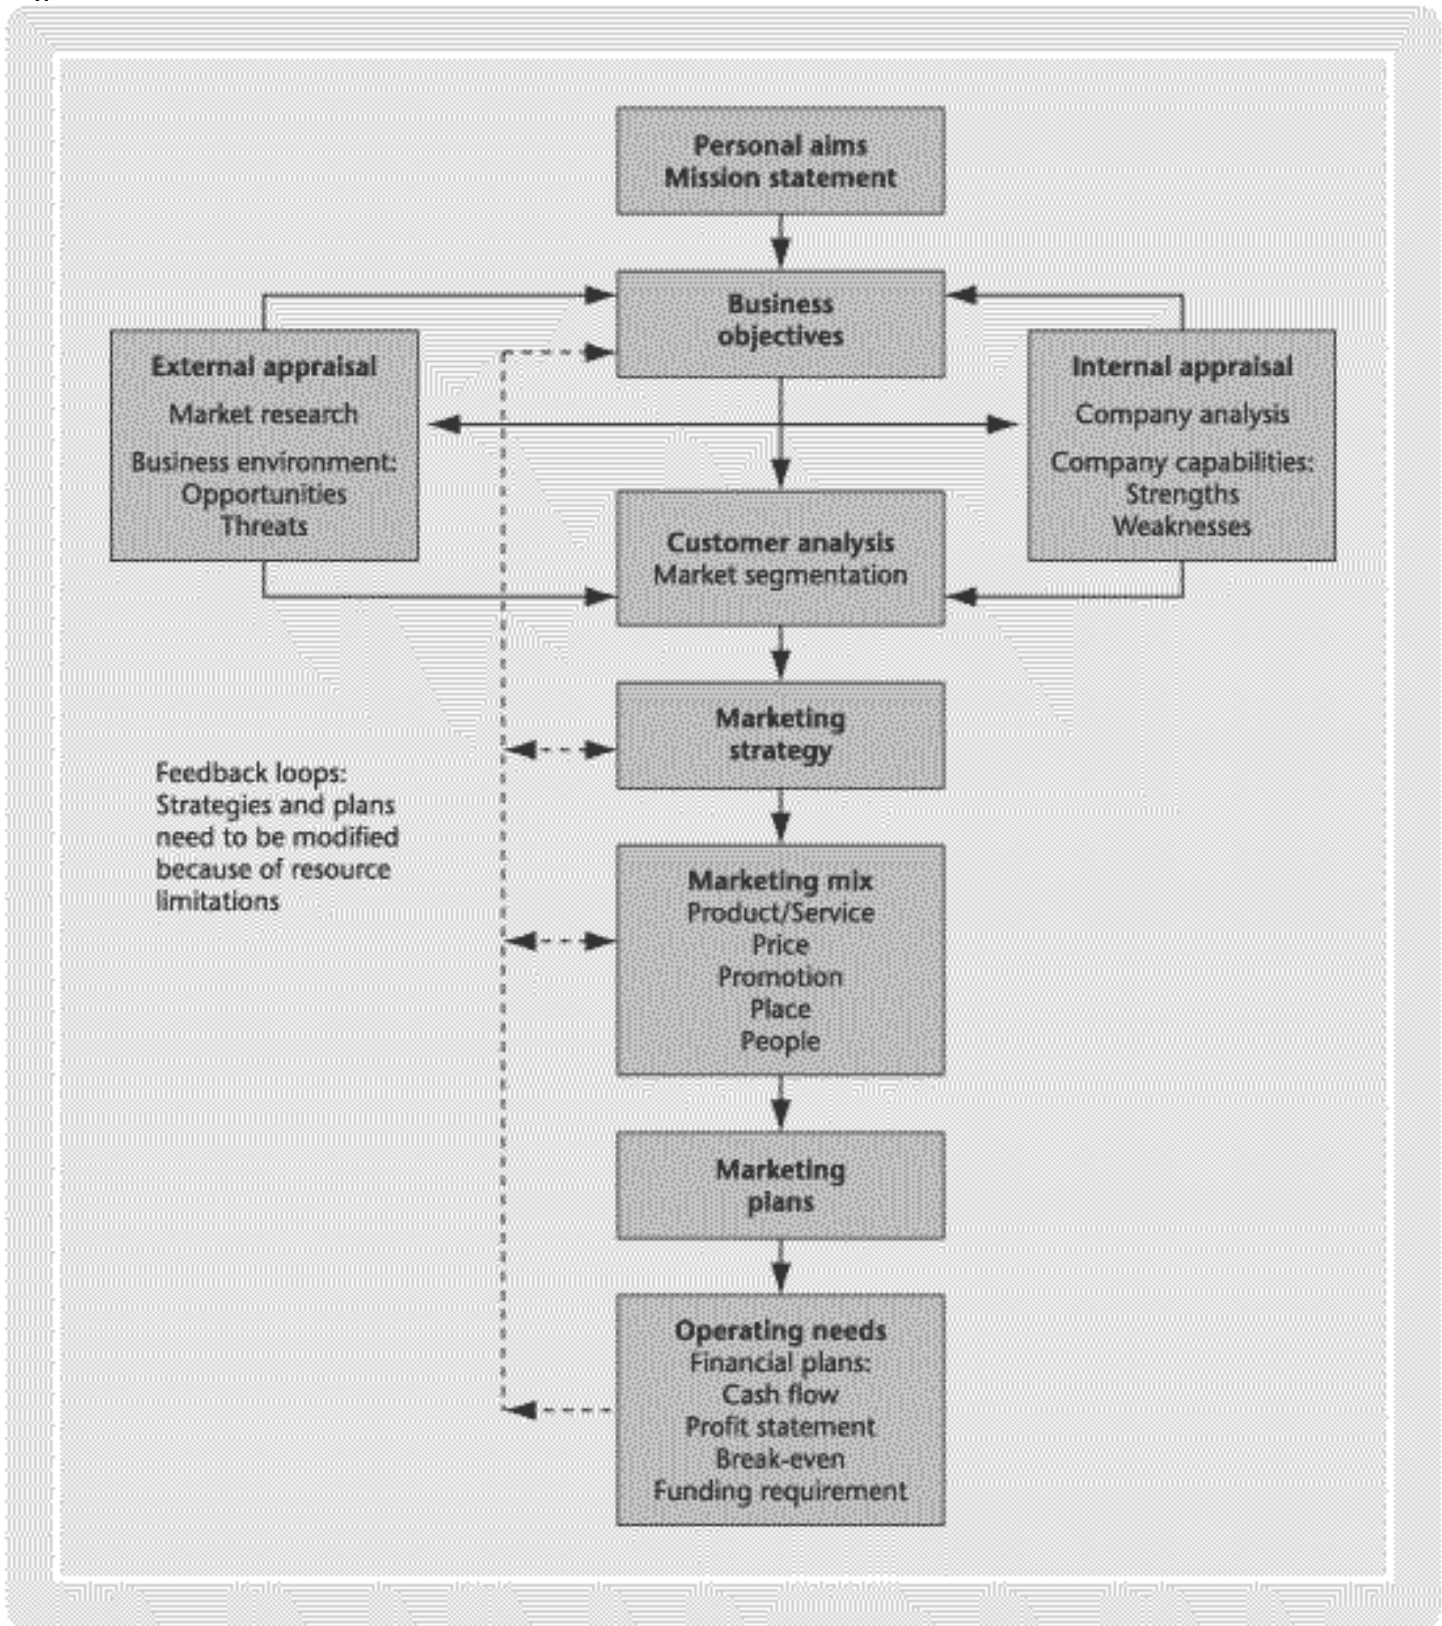 Personal aims
Mission statement
Business
objectives
External appraisal
Market research
Business environment:
Opportunities
Threats
Internal appraisal
Company analysis
Company capabilities:
Strengths
Weaknesses
Customer analysis
Market segmentation
Marketing
strategy
Feedback loops:
Strategies and plans
need to be modified
because of resource
limitations
Marketing mix
Product/Service
Price
Promotion
Place
People
Marketing
plans
Operating needs
Financial plans:
Cash flow
Profit statement
Break-even
Funding requirement